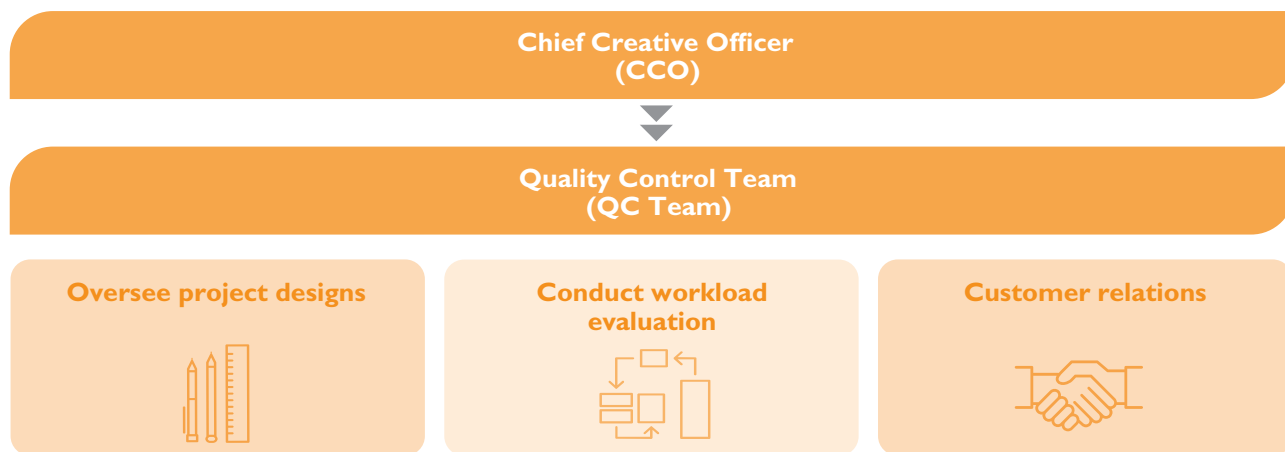 Chief Creative Officer
(CCO)
Quality Control Team
(QC Team)
Oversee project designs
Conduct workload
evaluation
Customer relations